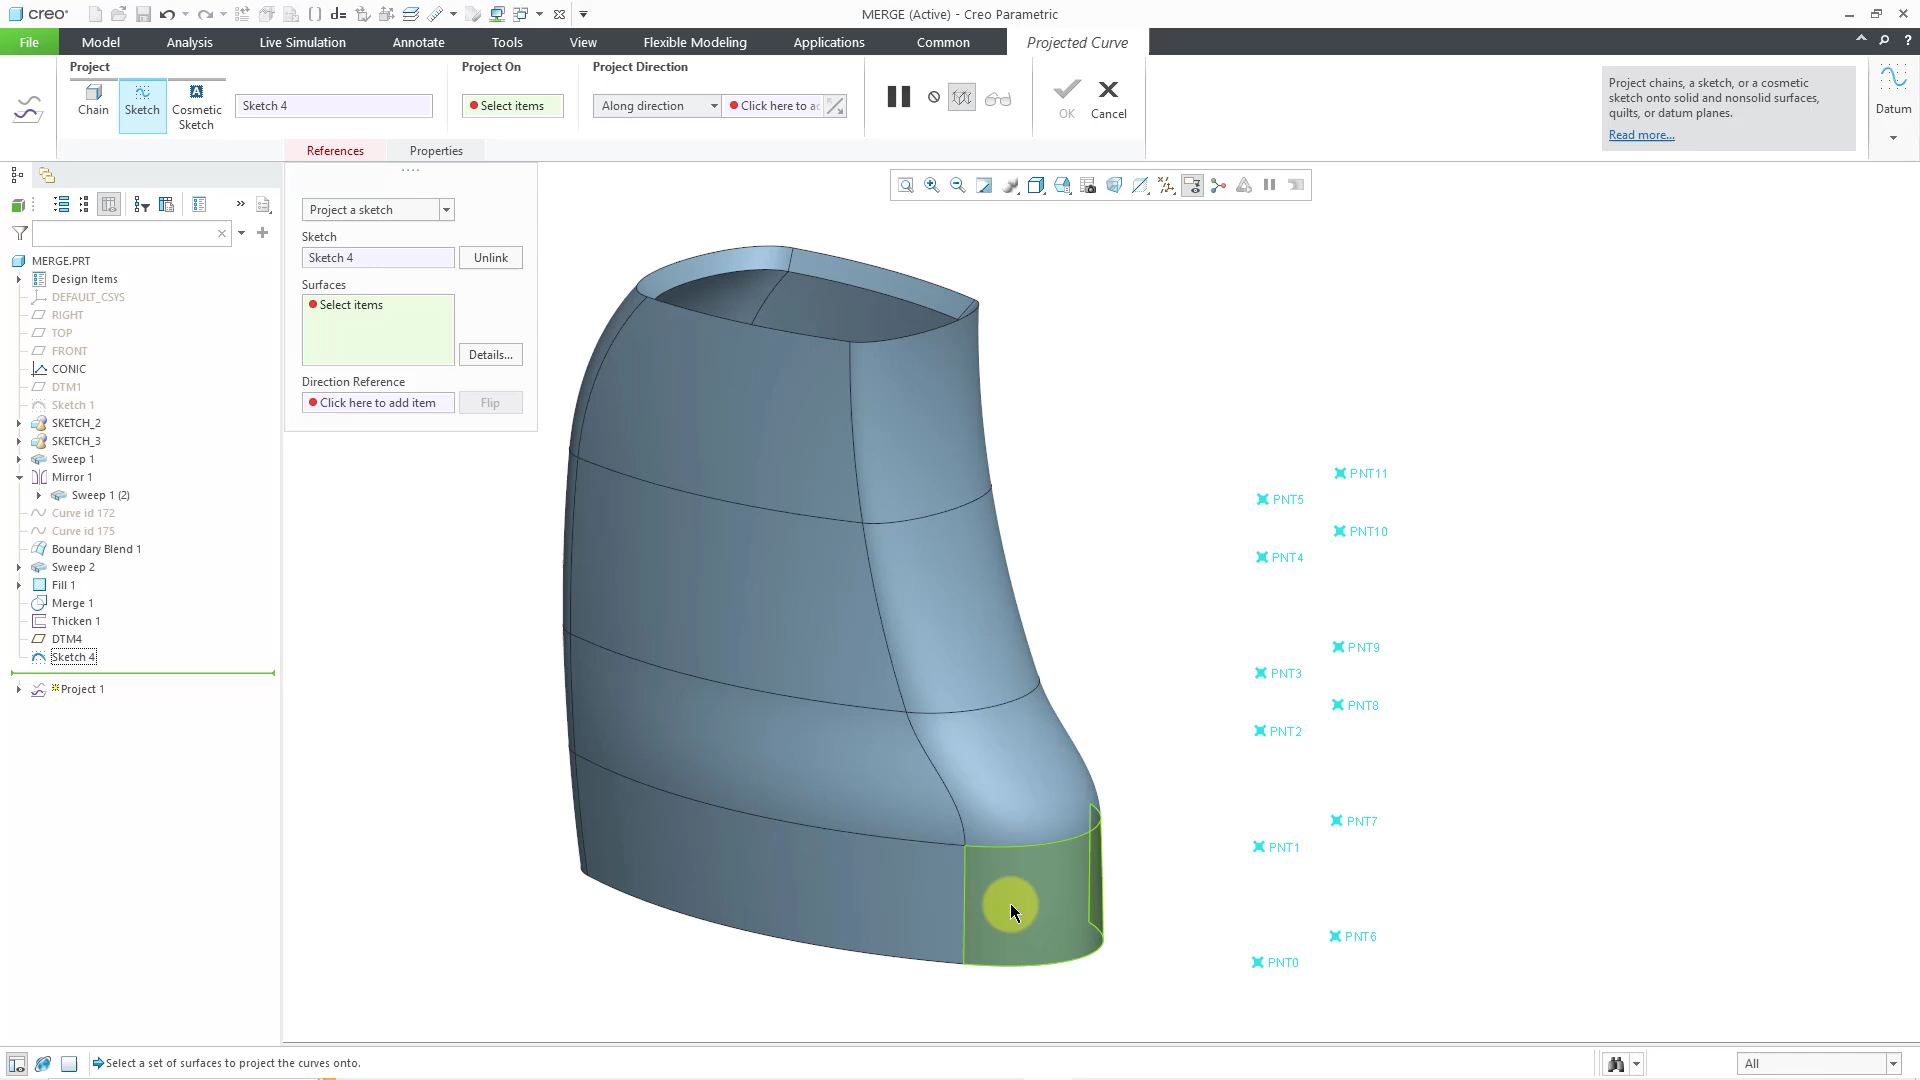 creo
d=
MERGE (Active) - Creo Parametric
File
Model
Analysis
Live Simulation
Annotate
Tools
View
Flexible Modeling
Applications
Common
Projected Curve
?
Project
Project On
Project Direction
Chain
Sketch
Cosmetic
Sketch
Sketch 4
Select items
Along direction
Click here to ac
OK
Cancel
Project chains, a sketch, or a cosmetic
sketch onto solid and nonsolid surfaces,
quilts, or datum planes.
Read more...
Datum
References
Properties
Project a sketch
Sketch
Sketch 4
Unlink
Surfaces
Select items
Details...
Direction Reference
Click here to add item
Flip
MERGE.PRT
Design Items
DEFAULT_CSYS
RIGHT
TOP
FRONT
CONIC
DTM1
Sketch 1
SKETCH_2
SKETCH_3
Sweep 1
Mirror 1
Sweep 1 (2)
Curve id 172
Curve id 175
Boundary Blend 1
Sweep 2
Fill 1
Merge 1
Thicken 1
DTM4
Sketch 4
Project 1
PNT11
PNT5
PNT10
PNT4
PNT9
PNT3
PNT8
PNT2
PNT7
PNT1
PNT6
PNT0
Select a set of surfaces to project the curves onto.
All